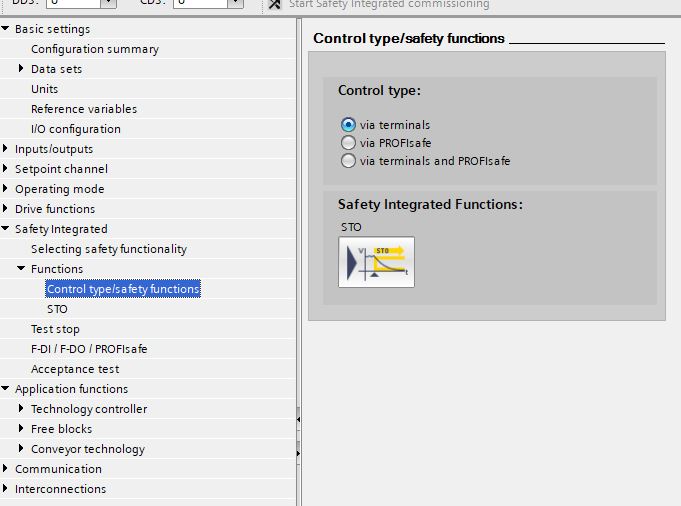 DDS: 0 CDS: 0 Start Safety Integrated commissioning
Basic settings
Configuration summary
Data sets
Units
Reference variables
I/O configuration
Inputs/outputs
Setpoint channel
Operating mode
Drive functions
Safety Integrated
Selecting safety functionality
Functions
Control type/safety functions
STO
Test stop
F-DI / F-DO / PROFIsafe
Acceptance test
Application functions
Technology controller
Free blocks
Conveyor technology
Communication
Interconnections
Control type/safety functions
Control type:
via terminals
via PROFIsafe
via terminals and PROFIsafe
Safety Integrated Functions:
STO
V STO
t